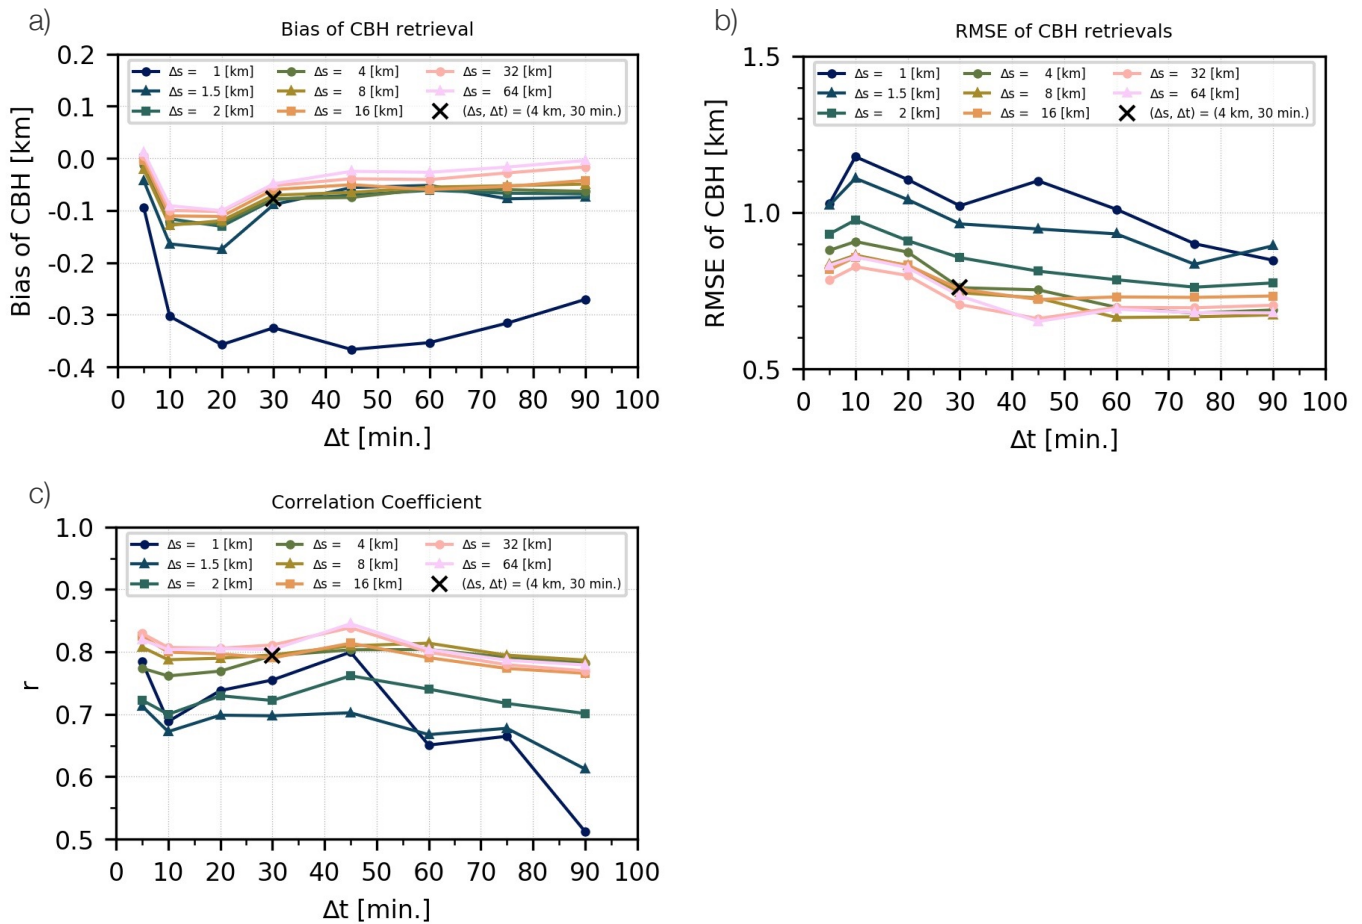 a)
Bias of CBH retrieval
Δs = 1 [km] Δs = 4 [km] Δs = 32 [km]
Δs = 1.5 [km] Δs = 8 [km] Δs = 64 [km]
Δs = 2 [km] Δs = 16 [km] (Δs, Δt) = (4 km, 30 min.)
Bias of CBH [km]
0.2
0.1
0.0
-0.1
-0.2
-0.3
-0.4
0 10 20 30 40 50 60 70 80 90 100
Δt [min.]
b)
RMSE of CBH retrievals
Δs = 1 [km] Δs = 4 [km] Δs = 32 [km]
Δs = 1.5 [km] Δs = 8 [km] Δs = 64 [km]
Δs = 2 [km] Δs = 16 [km] (Δs, Δt) = (4 km, 30 min.)
RMSE of CBH [km]
1.5
1.0
0.5
0 10 20 30 40 50 60 70 80 90 100
Δt [min.]
c)
Correlation Coefficient
Δs = 1 [km] Δs = 4 [km] Δs = 32 [km]
Δs = 1.5 [km] Δs = 8 [km] Δs = 64 [km]
Δs = 2 [km] Δs = 16 [km] (Δs, Δt) = (4 km, 30 min.)
r
1.0
0.9
0.8
0.7
0.6
0.5
0 10 20 30 40 50 60 70 80 90 100
Δt [min.]